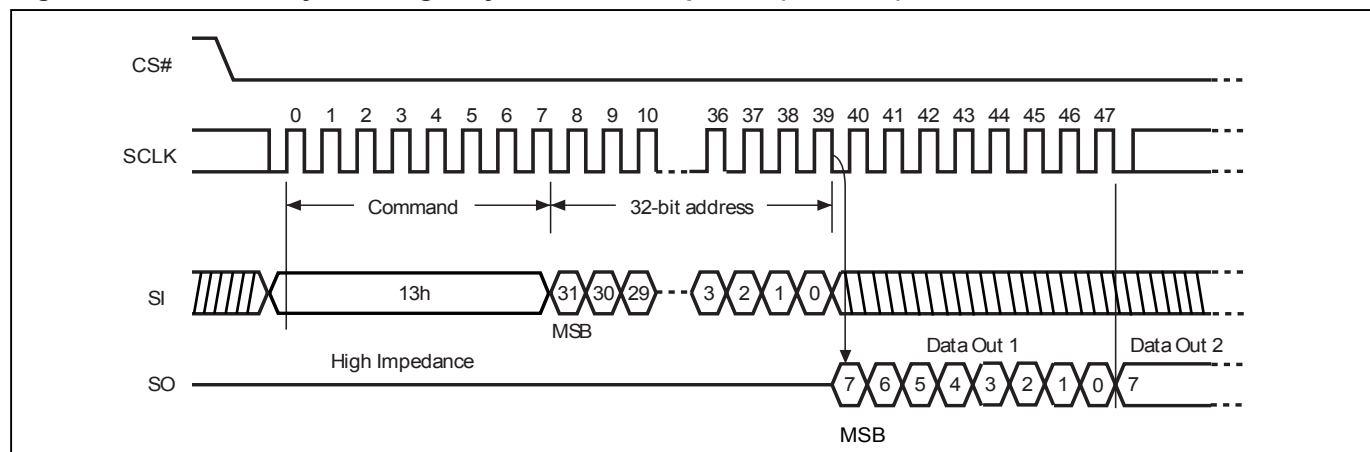 CS#
0 1 2 3 4 5 6 7 8 9 10 36 37 38 39 40 41 42 43 44 45 46 47
SCLK
Command 32-bit address
SI 13h 31 30 29 3 2 1 0
MSB
High Impedance Data Out 1 Data Out 2
SO 7 6 5 4 3 2 1 0 7
MSB